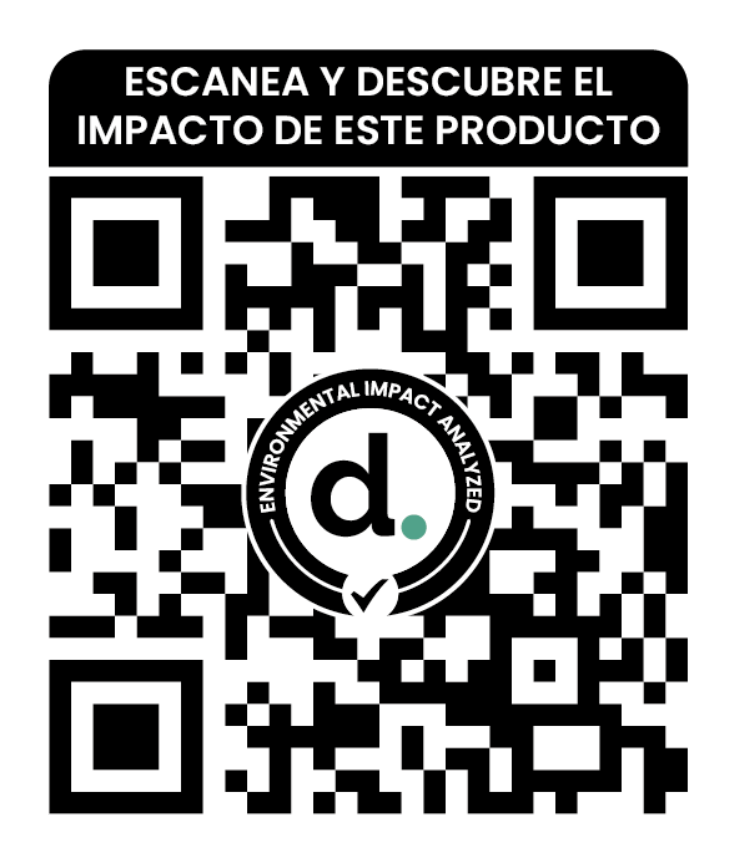 ESCANEA Y DESCUBRE EL
IMPACTO DE ESTE PRODUCTO
ENVIRONMENTAL IMPACT ANALYZED
d.